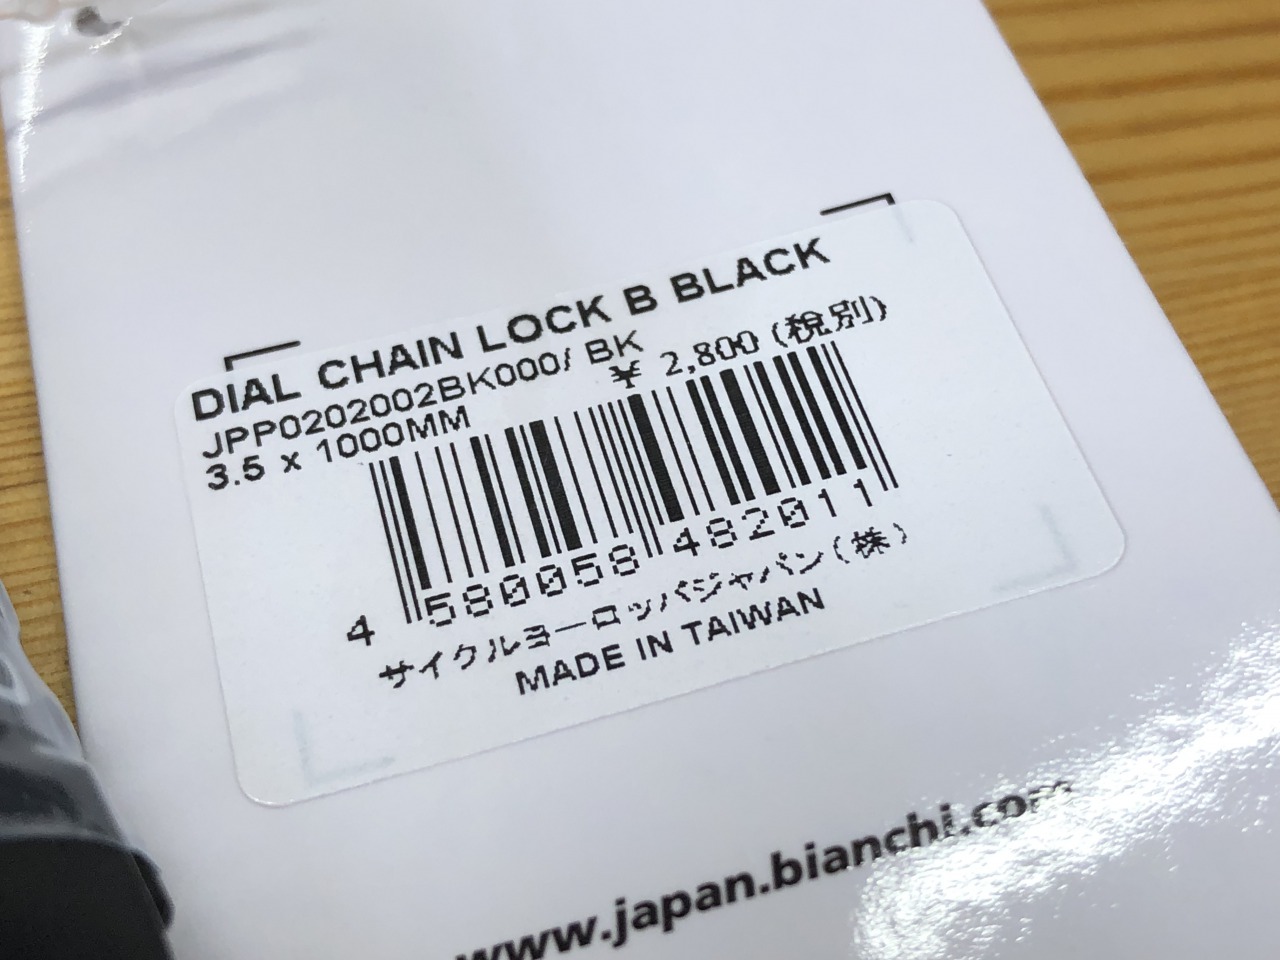 DIAL CHAIN LOCK B BLACK
JPP0202002BK000/ BK
¥ 2,800 (税別)
3.5 x 1000MM
4 580058 482011
サイクルヨーロッパジャパン(株)
MADE IN TAIWAN
www.japan.bianchi.com